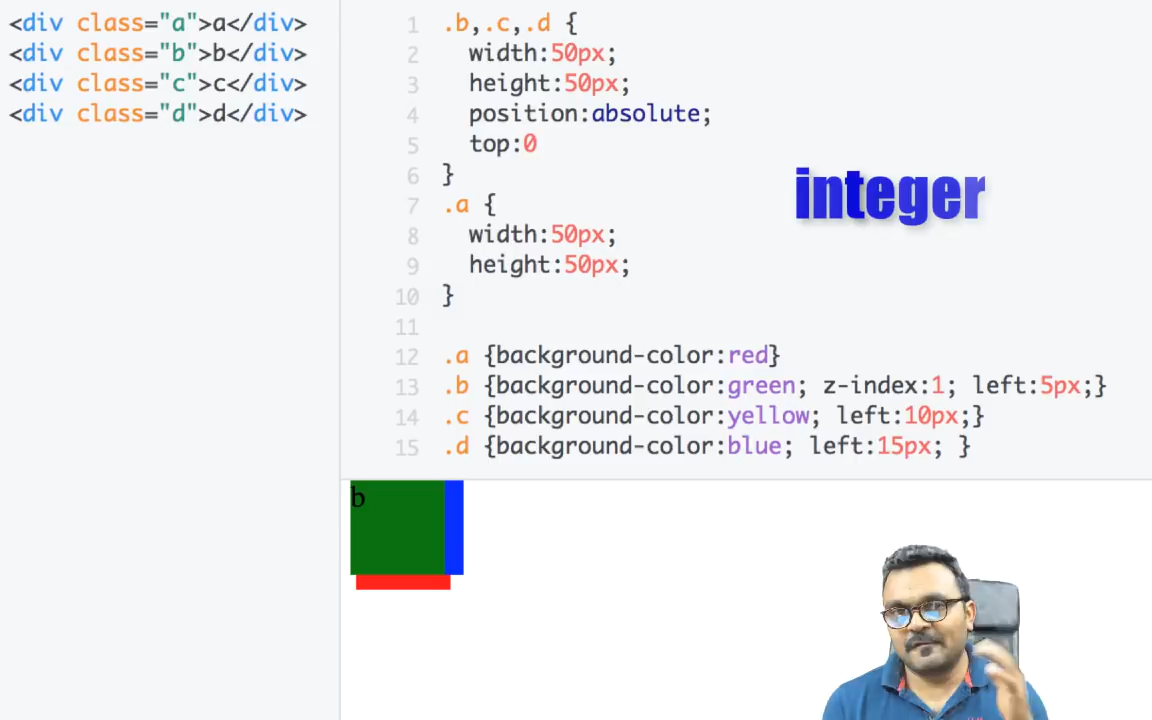 <div class="a">a</div>
<div class="b">b</div>
<div class="c">c</div>
<div class="d">d</div>
1 .b,.c,.d {
2 width:50px;
3 height:50px;
4 position:absolute;
5 top:0
6 }
7 .a {
8 width:50px;
9 height:50px;
10 }
11
12 .a {background-color:red}
13 .b {background-color:green; z-index:1; left:5px;}
14 .c {background-color:yellow; left:10px;}
15 .d {background-color:blue; left:15px; }
integer
b